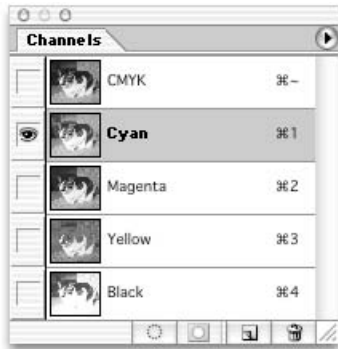 Channels
CMYK ⌘~
Cyan ⌘1
Magenta ⌘2
Yellow ⌘3
Black ⌘4